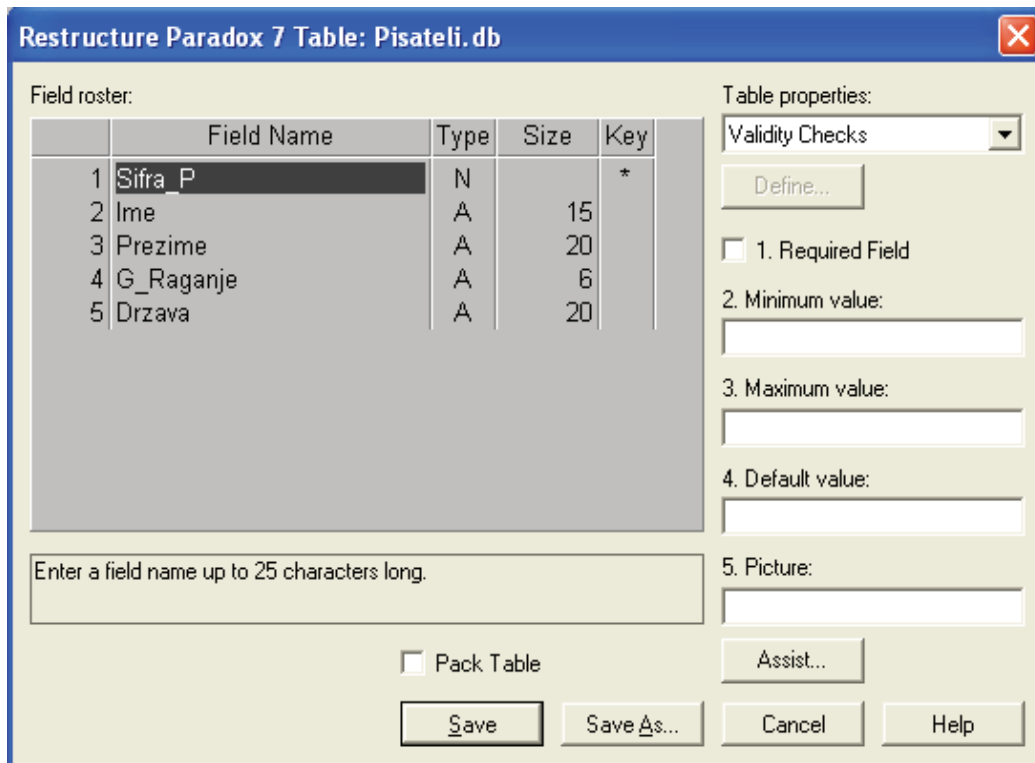 Restructure Paradox 7 Table: Pisateli.db
Field roster:
Field Name Type Size Key
1 Sifra_P N *
2 Ime A 15
3 Prezime A 20
4 G_Raganje A 6
5 Drzava A 20
Enter a field name up to 25 characters long.
Pack Table
Save Save As...
Table properties:
Validity Checks
Define...
1. Required Field
2. Minimum value:
3. Maximum value:
4. Default value:
5. Picture:
Assist...
Cancel Help